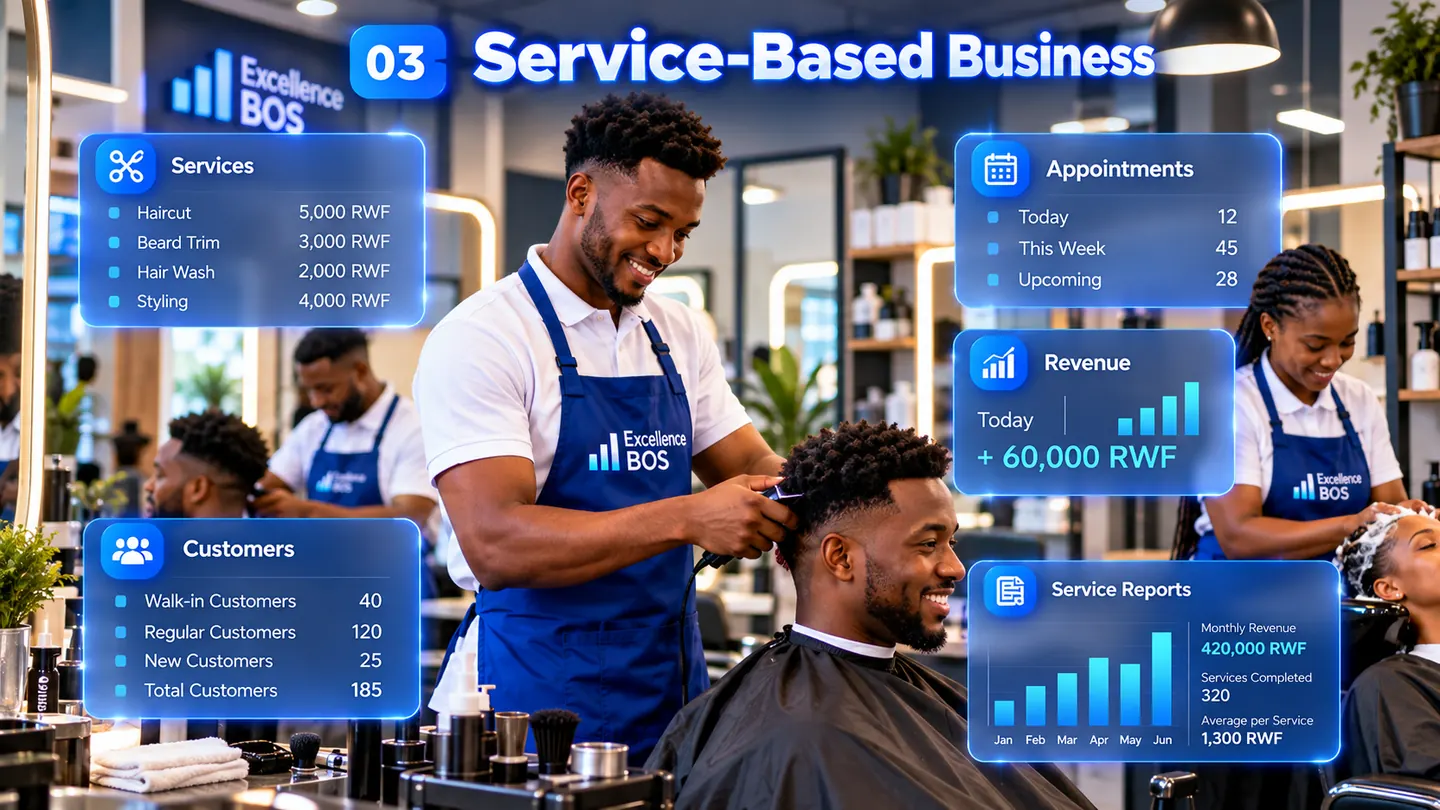 03 Service-Based Business
Excellence
BOS
Services
Haircut 5,000 RWF
Beard Trim 3,000 RWF
Hair Wash 2,000 RWF
Styling 4,000 RWF
Customers
Walk-in Customers 40
Regular Customers 120
New Customers 25
Total Customers 185
Excellence
BOS
Appointments
Today 12
This Week 45
Upcoming 28
Revenue
Today
+ 60,000 RWF
Excellence
BOS
Service Reports
Monthly Revenue
420,000 RWF
Services Completed
320
Average per Service
1,300 RWF
Jan Feb Mar Apr May Jun